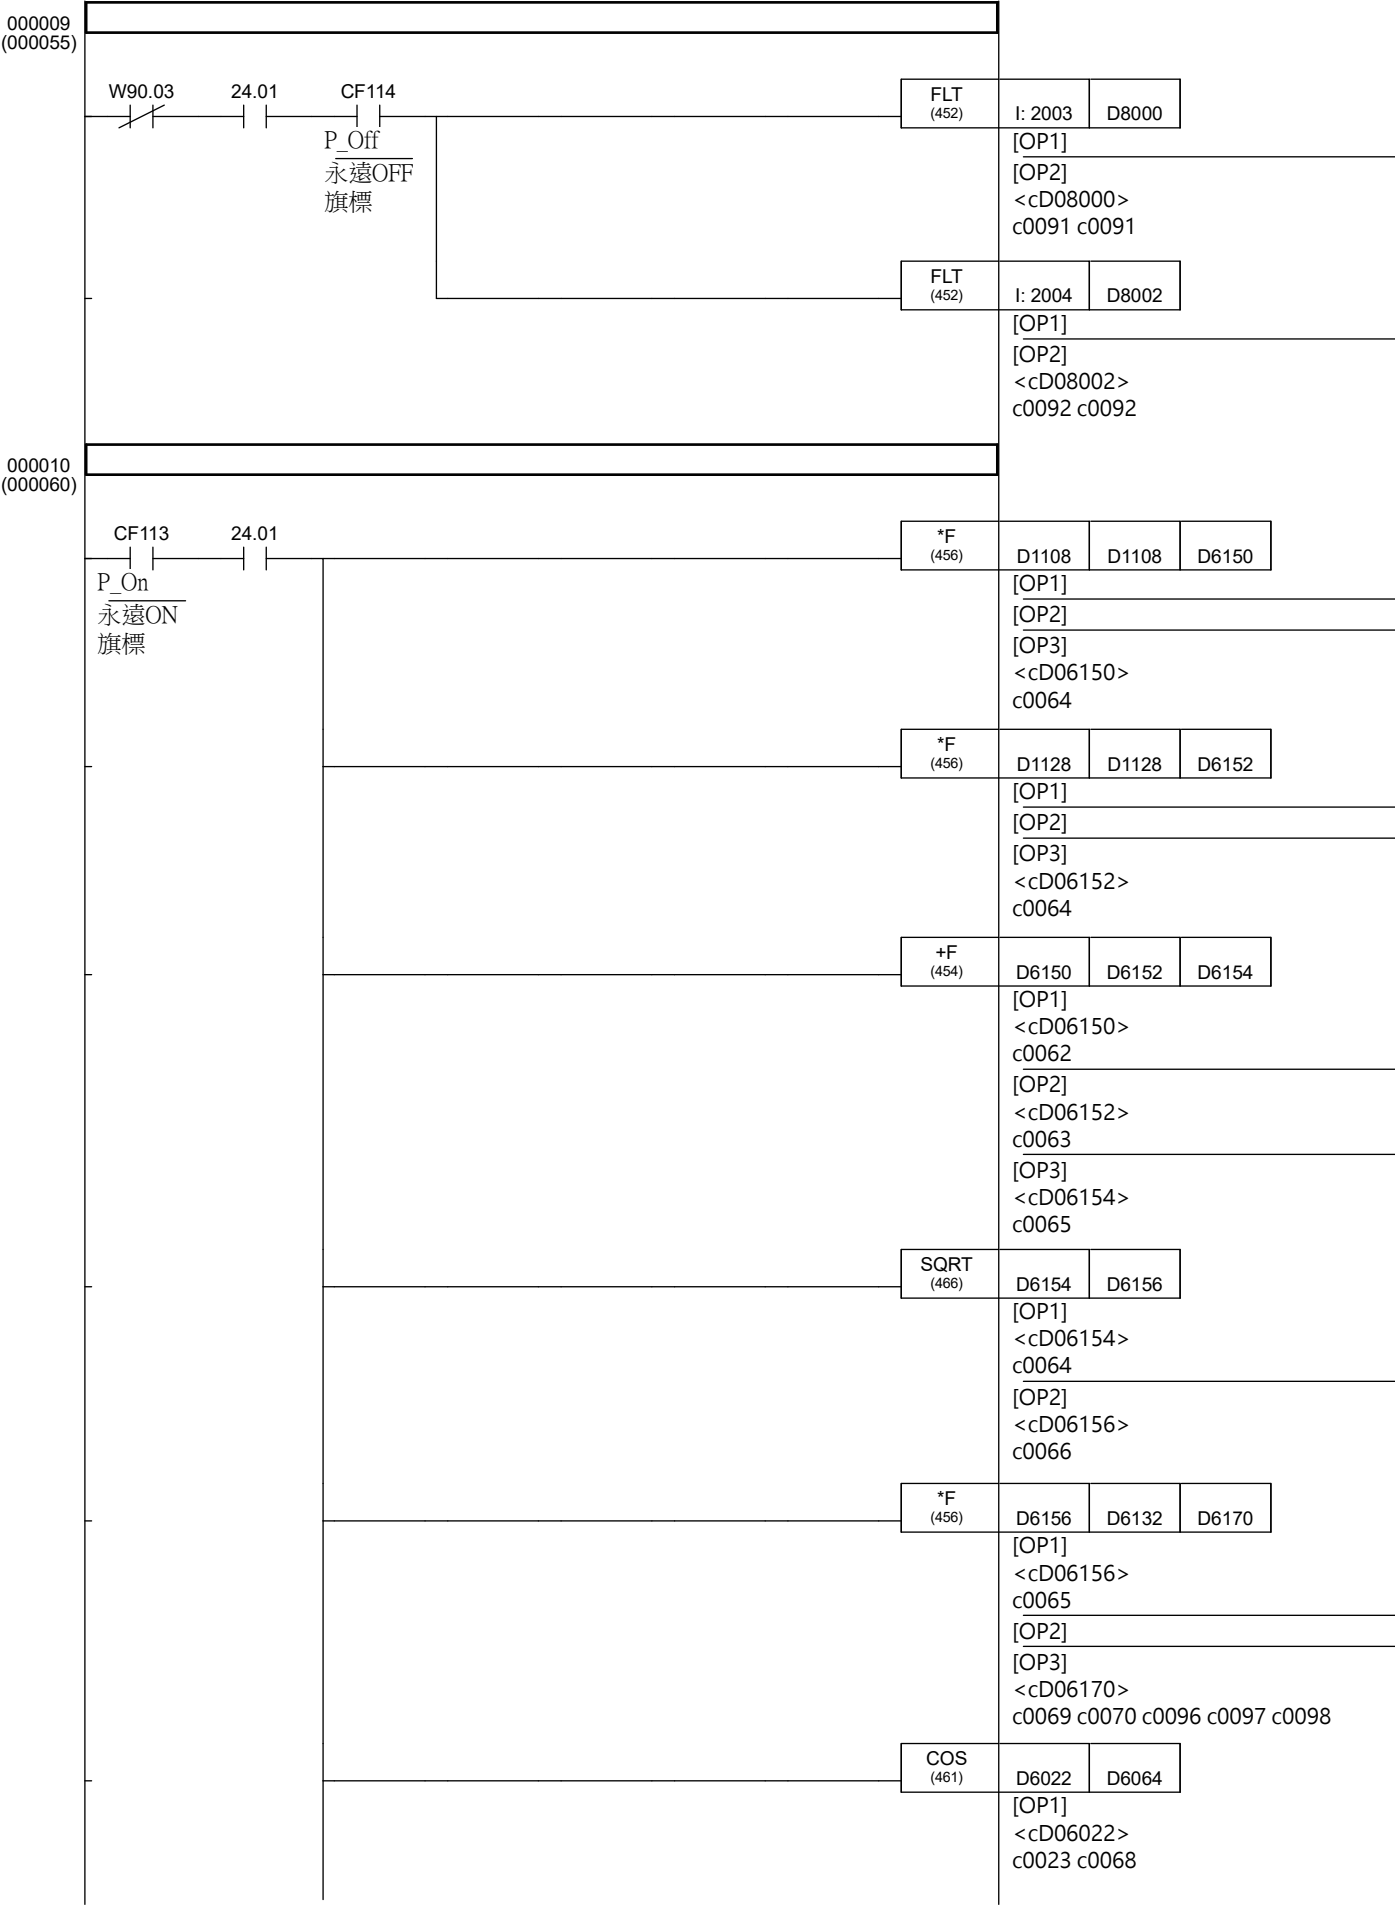 000009
(000055)
W90.03 24.01 CF114
P_Off
永遠OFF
旗標
FLT
(452) I: 2003 D8000
[OP1]
[OP2]
<cD08000>
c0091 c0091
FLT
(452) I: 2004 D8002
[OP1]
[OP2]
<cD08002>
c0092 c0092
000010
(000060)
CF113 24.01
P_On
永遠ON
旗標
*F
(456) D1108 D1108 D6150
[OP1]
[OP2]
[OP3]
<cD06150>
c0064
*F
(456) D1128 D1128 D6152
[OP1]
[OP2]
[OP3]
<cD06152>
c0064
+F
(454) D6150 D6152 D6154
[OP1]
<cD06150>
c0062
[OP2]
<cD06152>
c0063
[OP3]
<cD06154>
c0065
SQRT
(466) D6154 D6156
[OP1]
<cD06154>
c0064
[OP2]
<cD06156>
c0066
*F
(456) D6156 D6132 D6170
[OP1]
<cD06156>
c0065
[OP2]
[OP3]
<cD06170>
c0069 c0070 c0096 c0097 c0098
COS
(461) D6022 D6064
[OP1]
<cD06022>
c0023 c0068